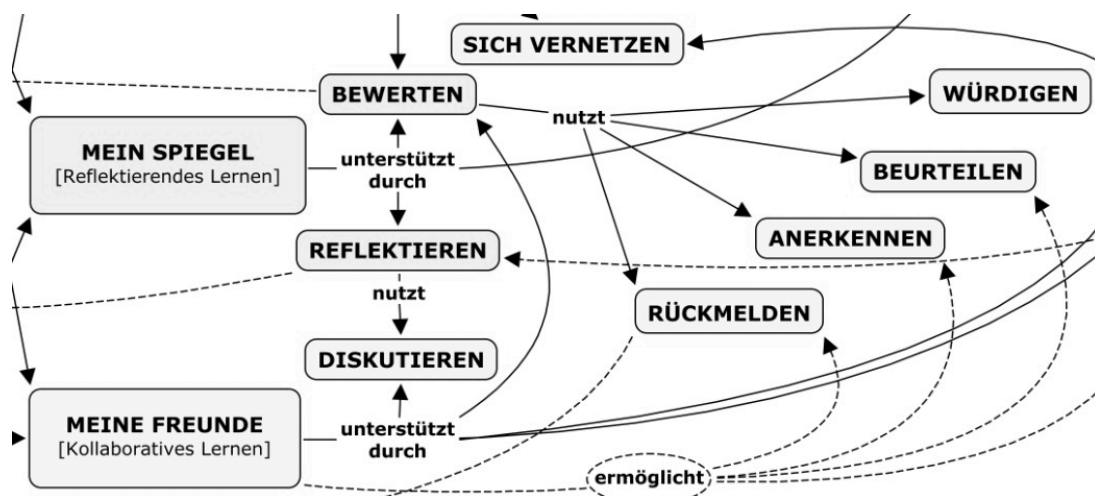 SICH VERNETZEN
BEWERTEN
WÜRDIGEN
nutzt
MEIN SPIEGEL
[Reflektierendes Lernen]
unterstützt
durch
BEURTEILEN
REFLEKTIEREN
ANERKENNEN
nutzt
RÜCKMELDEN
DISKUTIEREN
MEINE FREUNDE
[Kollaboratives Lernen]
unterstützt
durch
ermöglicht